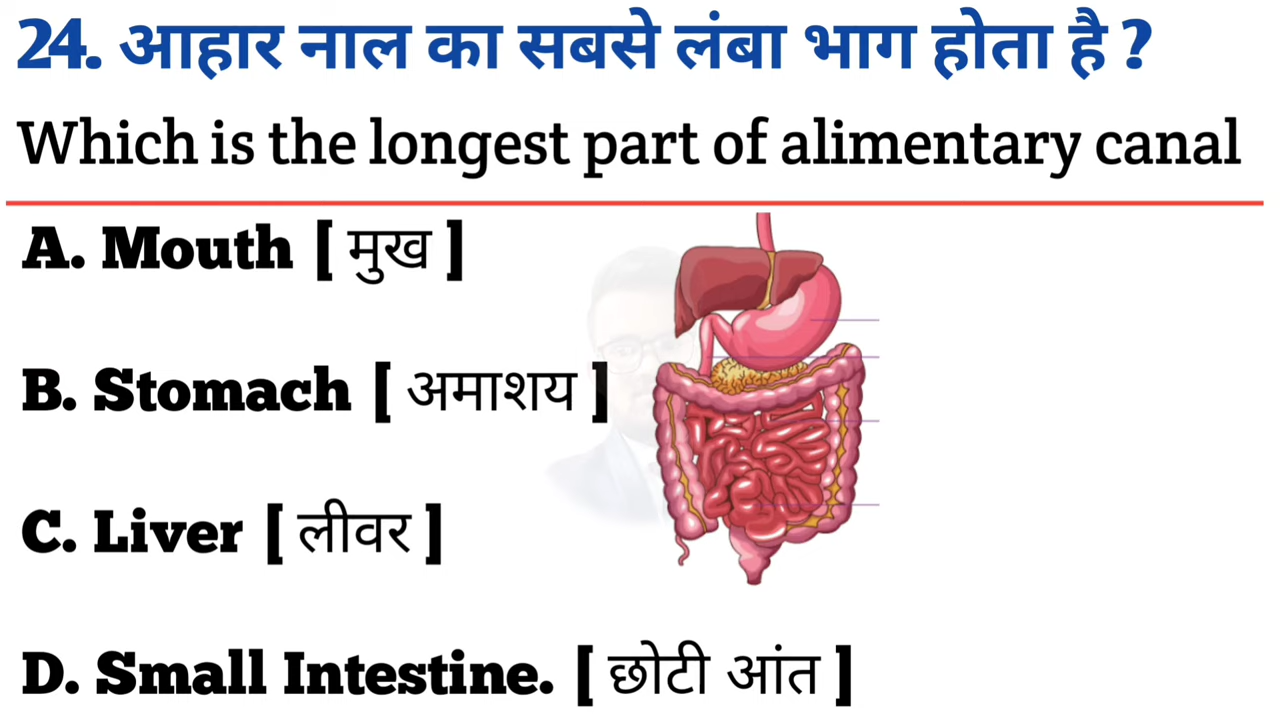 24. आहार नाल का सबसे लंबा भाग होता है ?
Which is the longest part of alimentary canal
A. Mouth [ मुख ]
B. Stomach [ अमाशय ]
C. Liver [ लीवर ]
D. Small Intestine. [ छोटी आंत ]